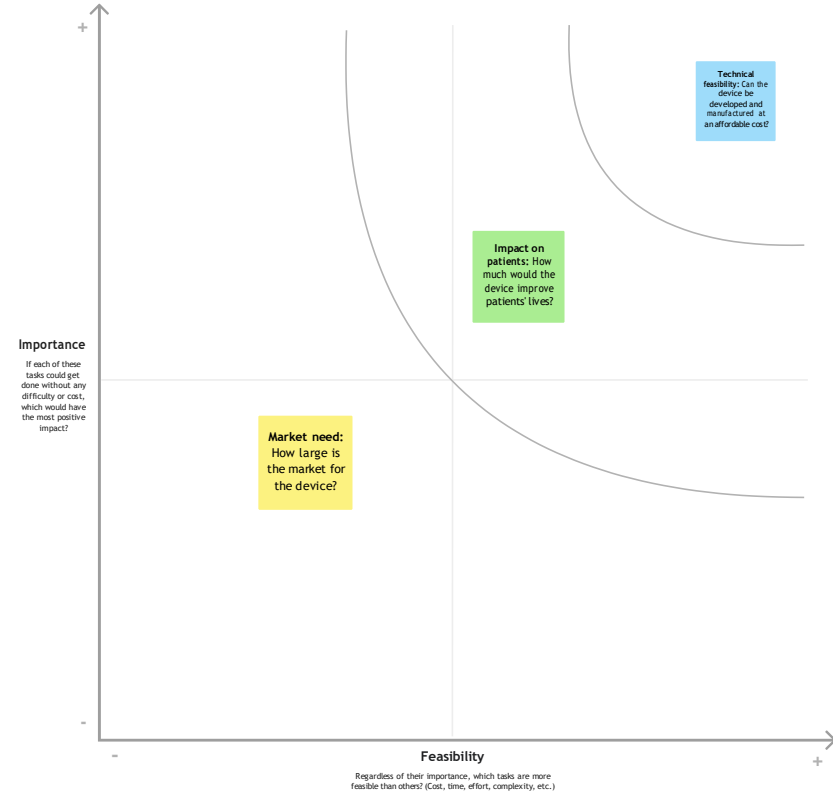 +
Technical
feasibility: Can the
device be
developed and
manufactured at
an affordable cost?
Impact on
patients: How
much would the
device improve
patients' lives?
Importance
If each of these
tasks could get
done without any
difficulty or cost,
which would have
the most positive
impact?
Market need:
How large is
the market for
the device?
-
-
Feasibility
+
Regardless of their importance, which tasks are more
feasible than others? (Cost, time, effort, complexity, etc.)